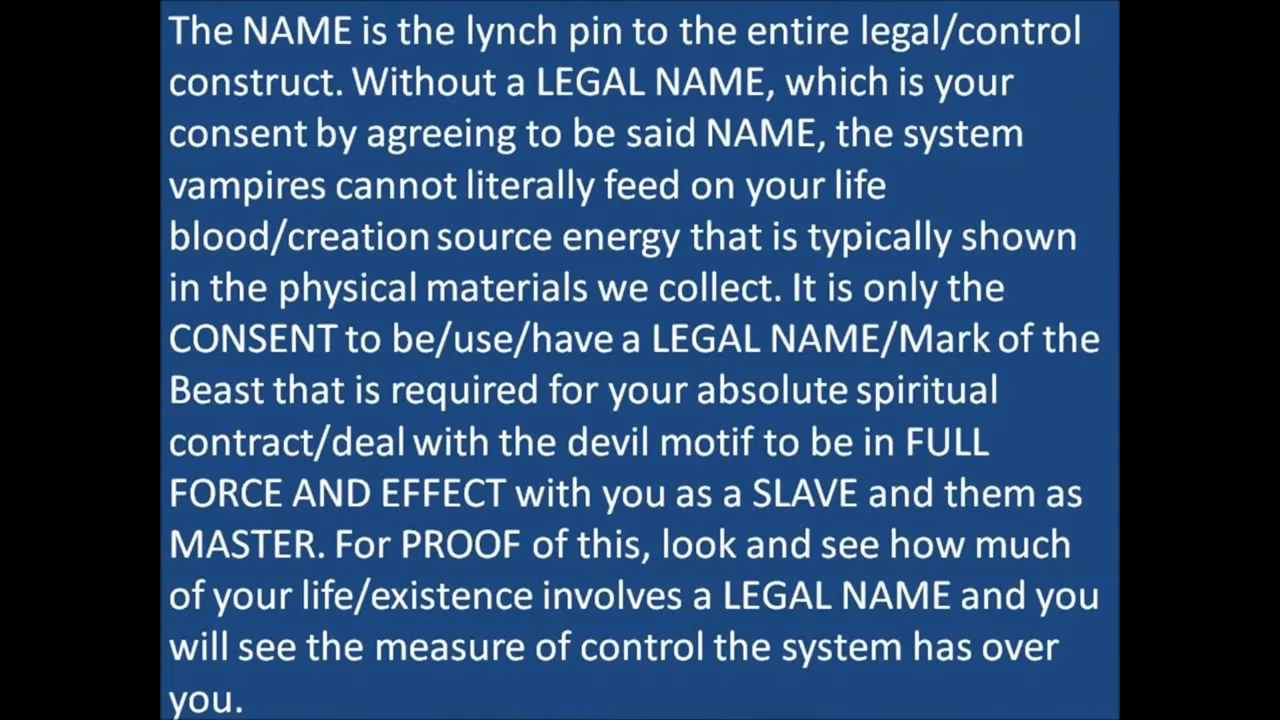 The NAME is the lynch pin to the entire legal/control
construct. Without a LEGAL NAME, which is your
consent by agreeing to be said NAME, the system
vampires cannot literally feed on your life
blood/creation source energy that is typically shown
in the physical materials we collect. It is only the
CONSENT to be/use/have a LEGAL NAME/Mark of the
Beast that is required for your absolute spiritual
contract/deal with the devil motif to be in FULL
FORCE AND EFFECT with you as a SLAVE and them as
MASTER. For PROOF of this, look and see how much
of your life/existence involves a LEGAL NAME and you
will see the measure of control the system has over
you.